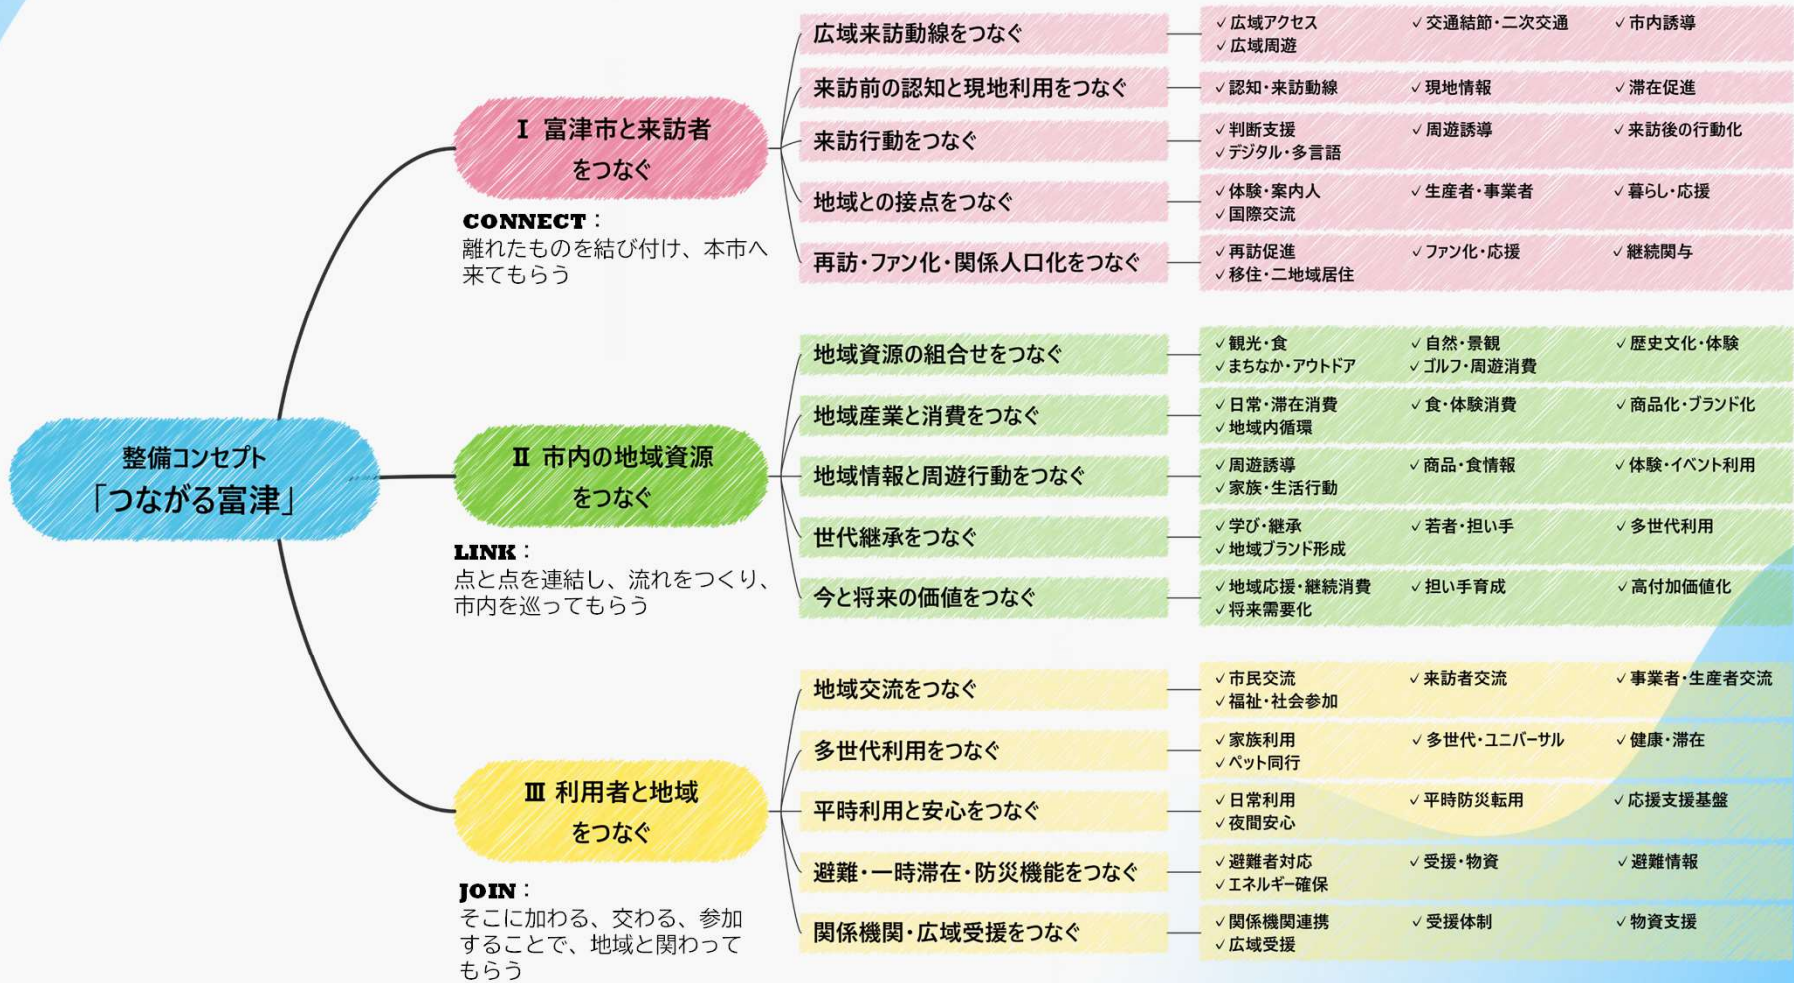 整備コンセプト
「つながる富津」
Ⅰ 富津市と来訪者
をつなぐ
CONNECT：
離れたものを結び付け、本市へ
来てもらう
広域来訪動線をつなぐ
✓広域アクセス ✓交通結節・二次交通 ✓市内誘導
✓広域周遊
来訪前の認知と現地利用をつなぐ
✓認知・来訪動線 ✓現地情報 ✓滞在促進
来訪行動をつなぐ
✓判断支援 ✓周遊誘導 ✓来訪後の行動化
✓デジタル・多言語
地域との接点をつなぐ
✓体験・案内人 ✓生産者・事業者 ✓暮らし・応援
✓国際交流
再訪・ファン化・関係人口化をつなぐ
✓再訪促進 ✓ファン化・応援 ✓継続関与
✓移住・二地域居住
Ⅱ 市内の地域資源
をつなぐ
LINK：
点と点を連結し、流れをつくり、
市内を巡ってもらう
地域資源の組合せをつなぐ
✓観光・食 ✓自然・景観 ✓歴史文化・体験
✓まちなか・アウトドア ✓ゴルフ・周遊消費
地域産業と消費をつなぐ
✓日常・滞在消費 ✓食・体験消費 ✓商品化・ブランド化
✓地域内循環
地域情報と周遊行動をつなぐ
✓周遊誘導 ✓商品・食情報 ✓体験・イベント利用
✓家族・生活行動
世代継承をつなぐ
✓学び・継承 ✓若者・担い手 ✓多世代利用
✓地域ブランド形成
今と将来の価値をつなぐ
✓地域応援・継続消費 ✓担い手育成 ✓高付加価値化
✓将来需要化
Ⅲ 利用者と地域
をつなぐ
JOIN：
そこに加わる、交わる、参加
することで、地域と関わって
もらう
地域交流をつなぐ
✓市民交流 ✓来訪者交流 ✓事業者・生産者交流
✓福祉・社会参加
多世代利用をつなぐ
✓家族利用 ✓多世代・ユニバーサル ✓健康・滞在
✓ペット同行
平時利用と安心をつなぐ
✓日常利用 ✓平時防災転用 ✓応援支援基盤
✓夜間安心
避難・一時滞在・防災機能をつなぐ
✓避難者対応 ✓受援・物資 ✓避難情報
✓エネルギー確保
関係機関・広域受援をつなぐ
✓関係機関連携 ✓受援体制 ✓物資支援
✓広域受援